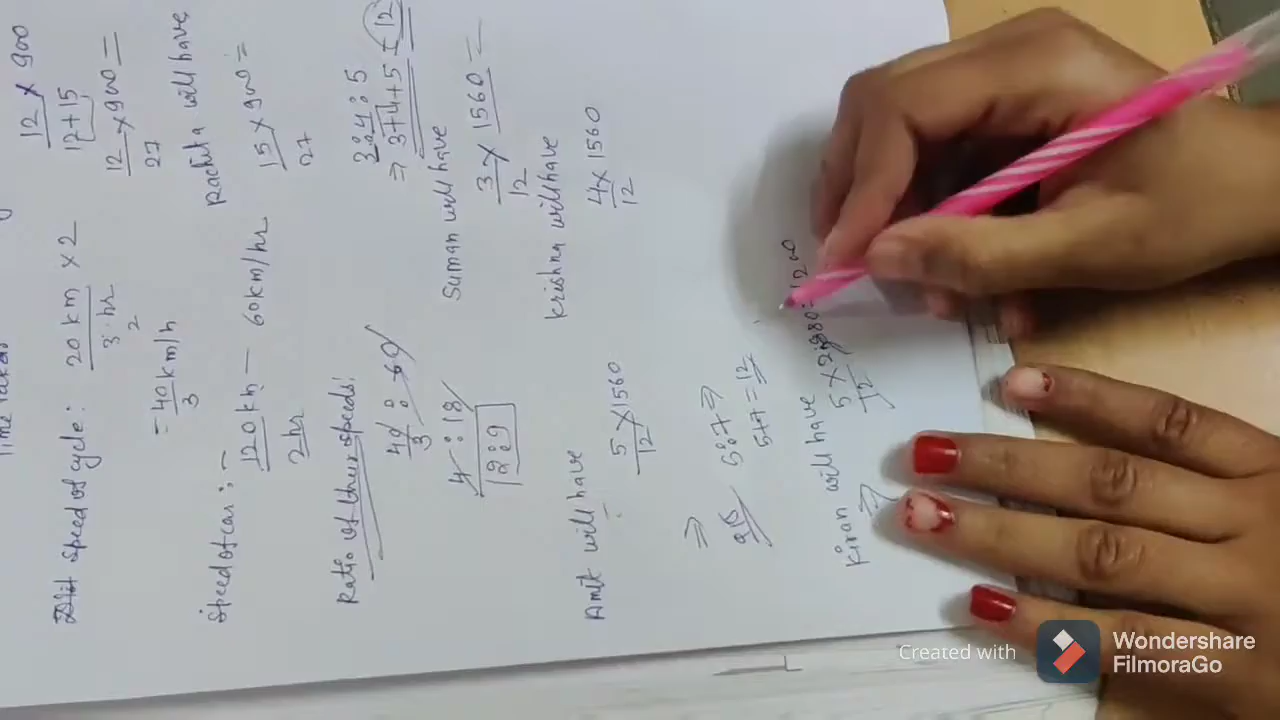 speed of cycle: 20 km × 2
3 hr
2
= 40 km/h
3
speed of car :- 120 km - 60 km/hr
2 hr
Ratio of their speeds:
40 : 60
3
4 : 18
12 : 9
12 × 900
12 + 15
12 × 900 =
27
Rachita will have
15 × 900 =
27
3 : 4 : 5
⇒ 3+4+5 = 12
Suman will have
3 × 1560 =
12
Krishna will have
4 × 1560
12
Amit will have
5 × 1560
12
⇒
5 : 7 ⇒
5+7 = 12
Kiran will have
⇒ 5 × 2880 = 1200
12
Created with
Wondershare
FilmoraGo